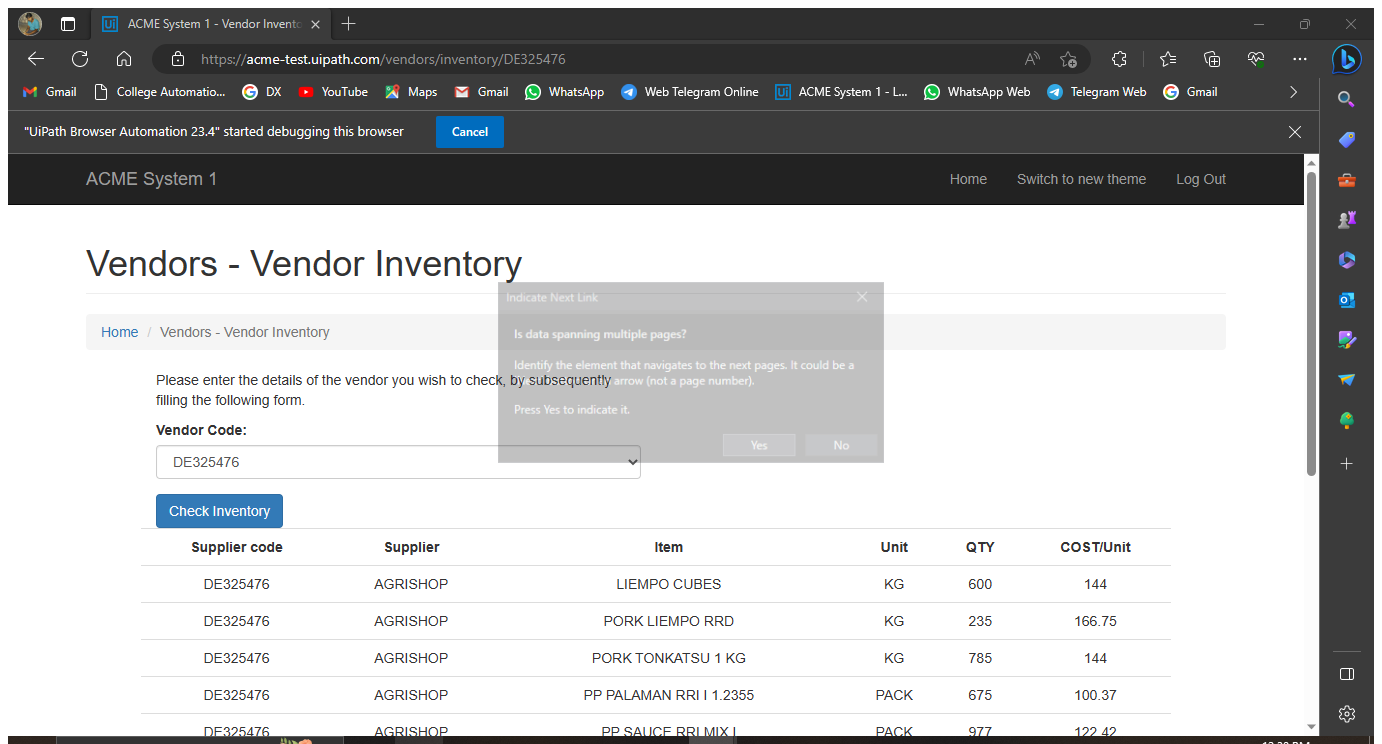 ACME System 1 - Vendor Invento
https://acme-test.uipath.com/vendors/inventory/DE325476
Gmail College Automatio... DX YouTube Maps Gmail WhatsApp Web Telegram Online ACME System 1 - L... WhatsApp Web Telegram Web Gmail
"UiPath Browser Automation 23.4" started debugging this browser Cancel
ACME System 1 Home Switch to new theme Log Out
Vendors - Vendor Inventory
Indicate Next Link
Is data spanning multiple pages?
Home / Vendors - Vendor Inventory
Identify the element that navigates to the next pages. It could be a
arrow (not a page number).
Press Yes to indicate it.
Yes No
Please enter the details of the vendor you wish to check, by subsequently
filling the following form.
Vendor Code:
DE325476
Check Inventory
Supplier code Supplier Item Unit QTY COST/Unit
DE325476 AGRISHOP LIEMPO CUBES KG 600 144
DE325476 AGRISHOP PORK LIEMPO RRD KG 235 166.75
DE325476 AGRISHOP PORK TONKATSU 1 KG KG 785 144
DE325476 AGRISHOP PP PALAMAN RRI I 1.2355 PACK 675 100.37
DE325476 AGRISHOP PP SAUCE RRI MIX I PACK 977 122.42